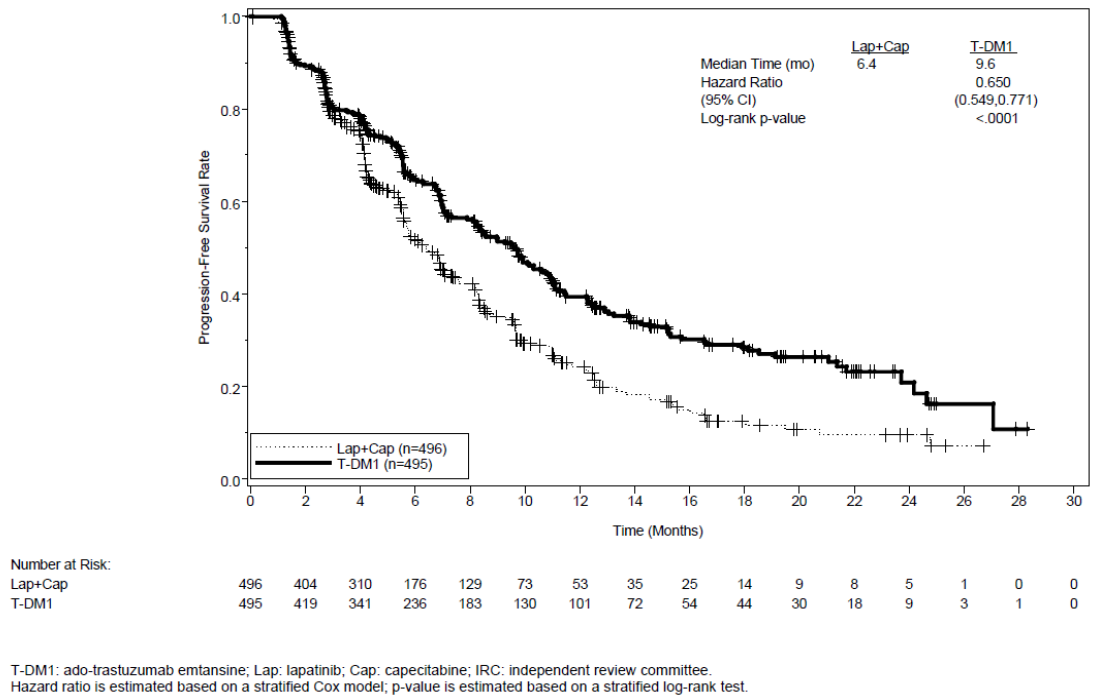 1.0
0.8
0.6
0.4
0.2
0.0
Progression-Free Survival Rate
Lap+Cap T-DM1
Median Time (mo) 6.4 9.6
Hazard Ratio 0.650
(95% CI) (0.549,0.771)
Log-rank p-value <.0001
Lap+Cap (n=496)
T-DM1 (n=495)
0 2 4 6 8 10 12 14 16 18 20 22 24 26 28 30
Time (Months)
Number at Risk:
Lap+Cap 496 404 310 176 129 73 53 35 25 14 9 8 5 1 0 0
T-DM1 495 419 341 236 183 130 101 72 54 44 30 18 9 3 1 0
T-DM1: ado-trastuzumab emtansine; Lap: lapatinib; Cap: capecitabine; IRC: independent review committee.
Hazard ratio is estimated based on a stratified Cox model; p-value is estimated based on a stratified log-rank test.